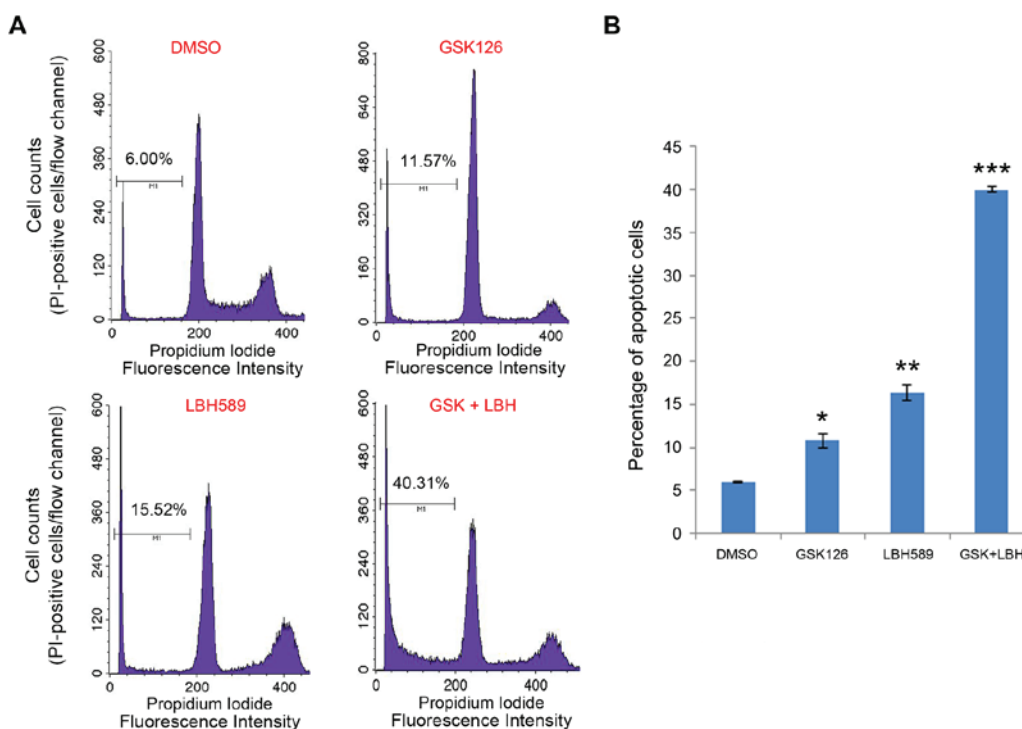 A
DMSO
Cell counts
(PI-positive cells/flow channel)
600
480
360
240
120
0
6.00%
M1
0 200 400
Propidium Iodide
Fluorescence Intensity
GSK126
800
640
480
320
160
0
11.57%
M1
0 200 400
Propidium Iodide
Fluorescence Intensity
LBH589
Cell counts
(PI-positive cells/flow channel)
600
480
360
240
120
0
15.52%
M1
0 200 400
Propidium Iodide
Fluorescence Intensity
GSK + LBH
600
480
360
240
120
0
40.31%
M1
0 200 400
Propidium Iodide
Fluorescence Intensity
B
Percentage of apoptotic cells
45
40
35
30
25
20
15
10
5
0
*
**
***
DMSO GSK126 LBH589 GSK+LBH